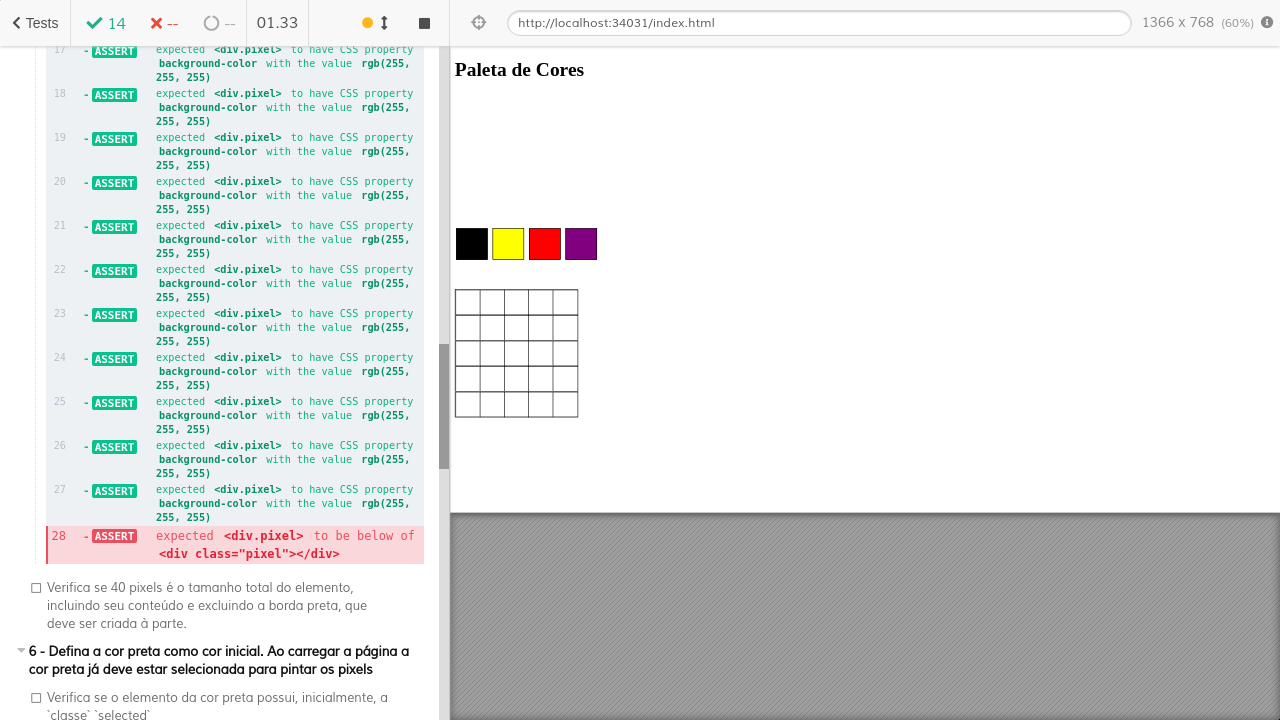 Tests
14
--
--
01.33
http://localhost:34031/index.html
1366 x 768 (60%)
17 - ASSERT expected <div.pixel> to have CSS property
background-color with the value rgb(255,
255, 255)
18 - ASSERT expected <div.pixel> to have CSS property
background-color with the value rgb(255,
255, 255)
19 - ASSERT expected <div.pixel> to have CSS property
background-color with the value rgb(255,
255, 255)
20 - ASSERT expected <div.pixel> to have CSS property
background-color with the value rgb(255,
255, 255)
21 - ASSERT expected <div.pixel> to have CSS property
background-color with the value rgb(255,
255, 255)
22 - ASSERT expected <div.pixel> to have CSS property
background-color with the value rgb(255,
255, 255)
23 - ASSERT expected <div.pixel> to have CSS property
background-color with the value rgb(255,
255, 255)
24 - ASSERT expected <div.pixel> to have CSS property
background-color with the value rgb(255,
255, 255)
25 - ASSERT expected <div.pixel> to have CSS property
background-color with the value rgb(255,
255, 255)
26 - ASSERT expected <div.pixel> to have CSS property
background-color with the value rgb(255,
255, 255)
27 - ASSERT expected <div.pixel> to have CSS property
background-color with the value rgb(255,
255, 255)
28 - ASSERT expected <div.pixel> to be below of
<div class="pixel"></div>
Verifica se 40 pixels é o tamanho total do elemento,
incluindo seu conteúdo e excluindo a borda preta, que
deve ser criada à parte.
6 - Defina a cor preta como cor inicial. Ao carregar a página a
cor preta já deve estar selecionada para pintar os pixels
Verifica se o elemento da cor preta possui, inicialmente, a
`classe` `selected`
Paleta de Cores